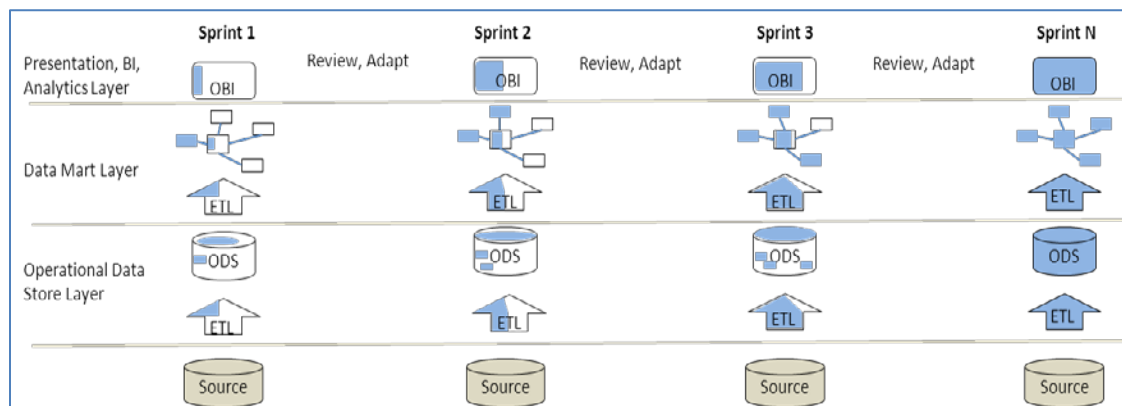 Sprint 1
Sprint 2
Sprint 3
Sprint N
Presentation, BI,
Analytics Layer
Review, Adapt
Review, Adapt
Review, Adapt
OBI
OBI
OBI
OBI
Data Mart Layer
ETL
ETL
ETL
ETL
Operational Data
Store Layer
ODS
ODS
ODS
ODS
ETL
ETL
ETL
ETL
Source
Source
Source
Source